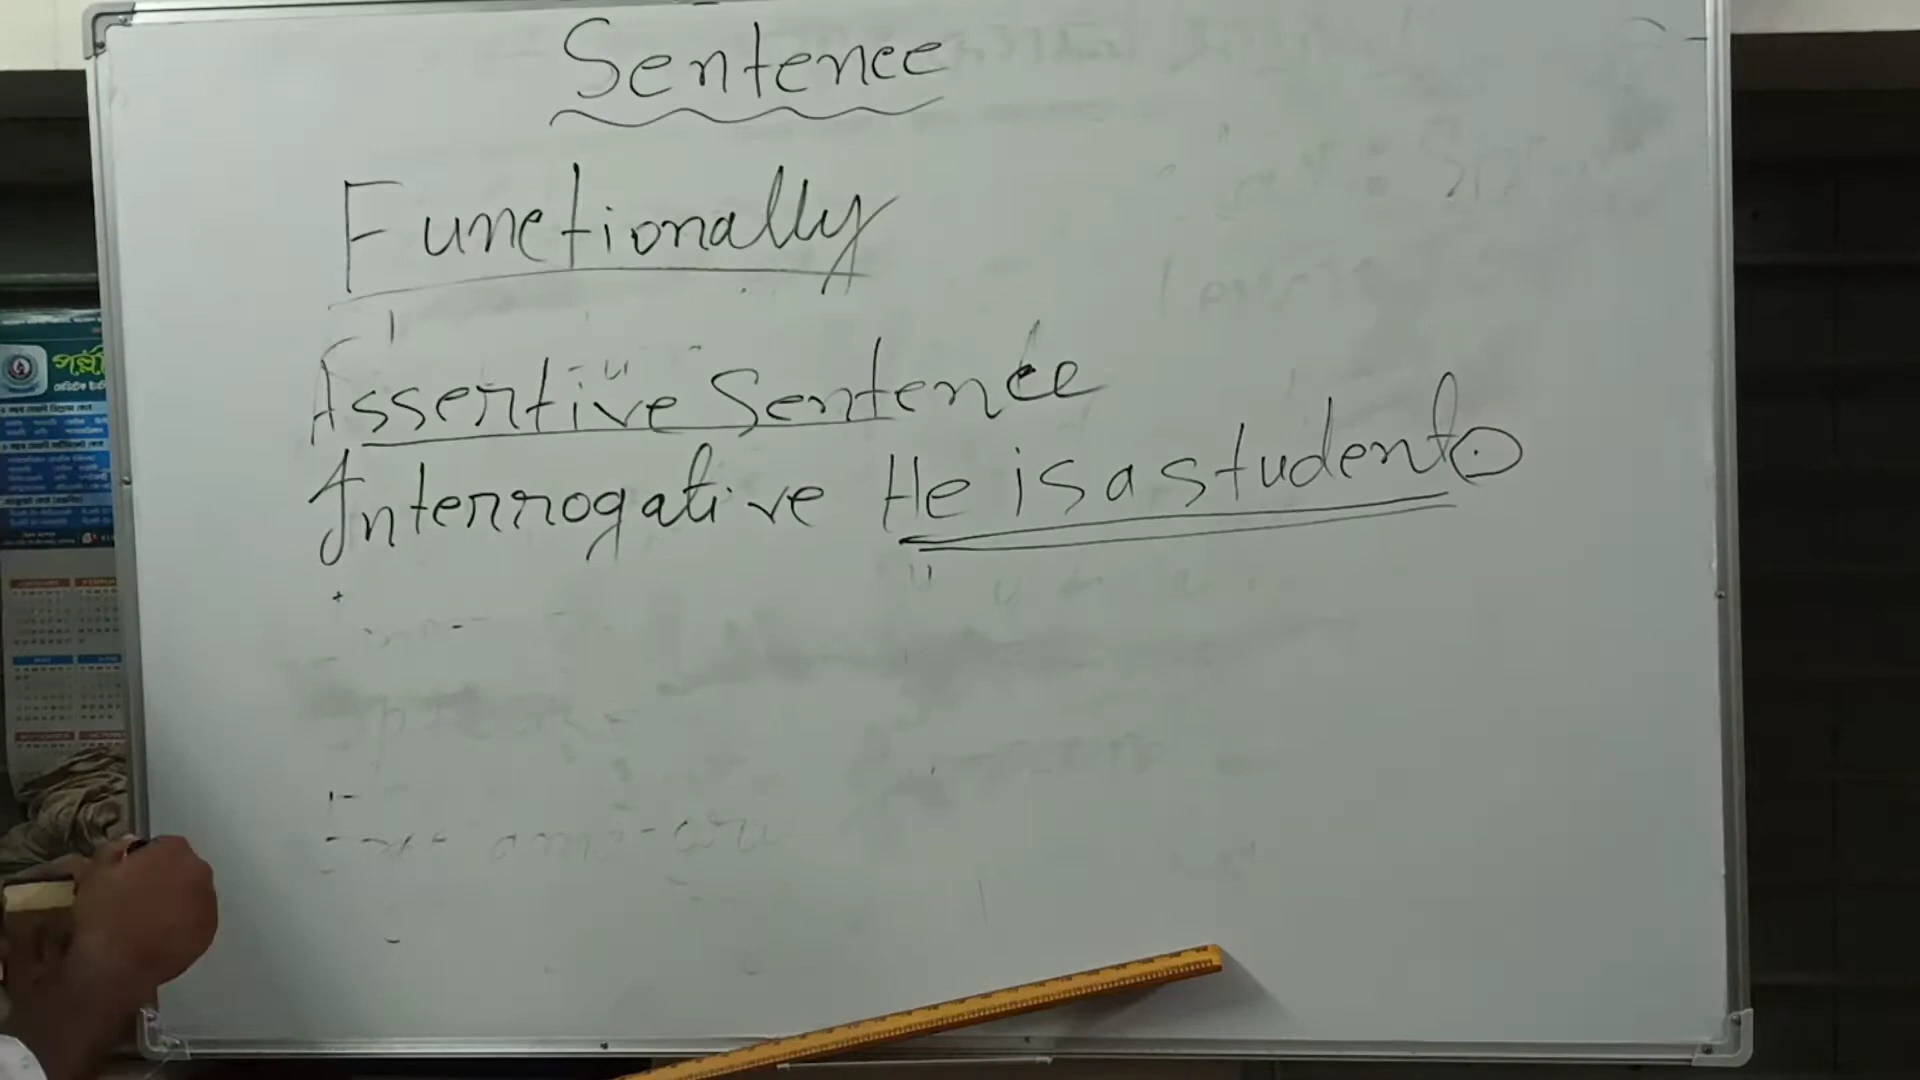 Sentence
Functionally
Assertive Sentence
Interrogative He is a student.